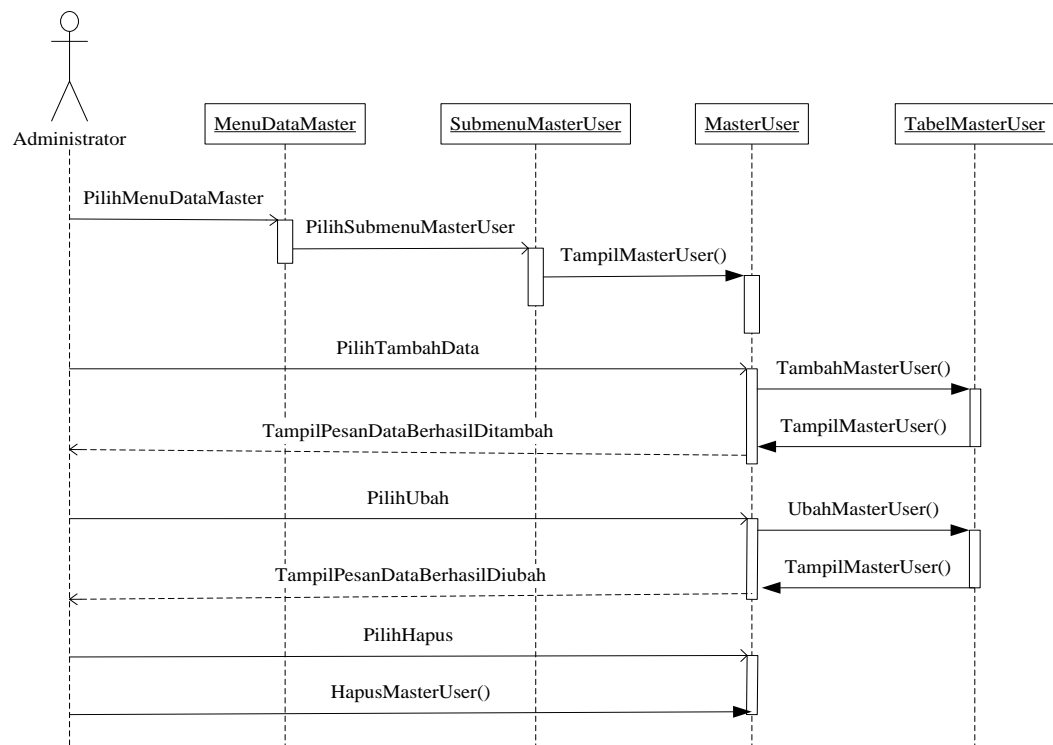 Administrator
MenuDataMaster
SubmenuMasterUser
MasterUser
TabelMasterUser
PilihMenuDataMaster
PilihSubmenuMasterUser
TampilMasterUser()
PilihTambahData
TambahMasterUser()
TampilMasterUser()
TampilPesanDataBerhasilDitambah
PilihUbah
UbahMasterUser()
TampilMasterUser()
TampilPesanDataBerhasilDiubah
PilihHapus
HapusMasterUser()